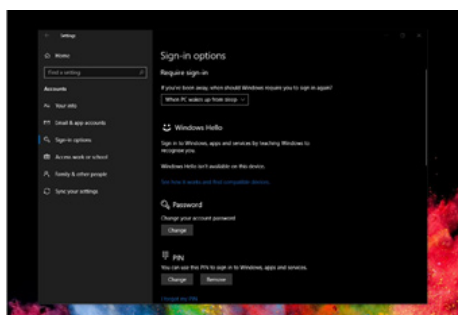 Settings
Home
Find a setting
Accounts
Your info
Email & app accounts
Sign-in options
Access work or school
Family & other people
Sync your settings
Sign-in options
Require sign-in
If you've been away, when should Windows require you to sign in again?
When PC wakes up from sleep
Windows Hello
Sign in to Windows, apps and services by teaching Windows to
recognize you.
Windows Hello isn't available on this device.
See how it works and find compatible devices.
Password
Change your account password
Change
PIN
You can use this PIN to sign in to Windows, apps and services.
Change Remove
I forgot my PIN